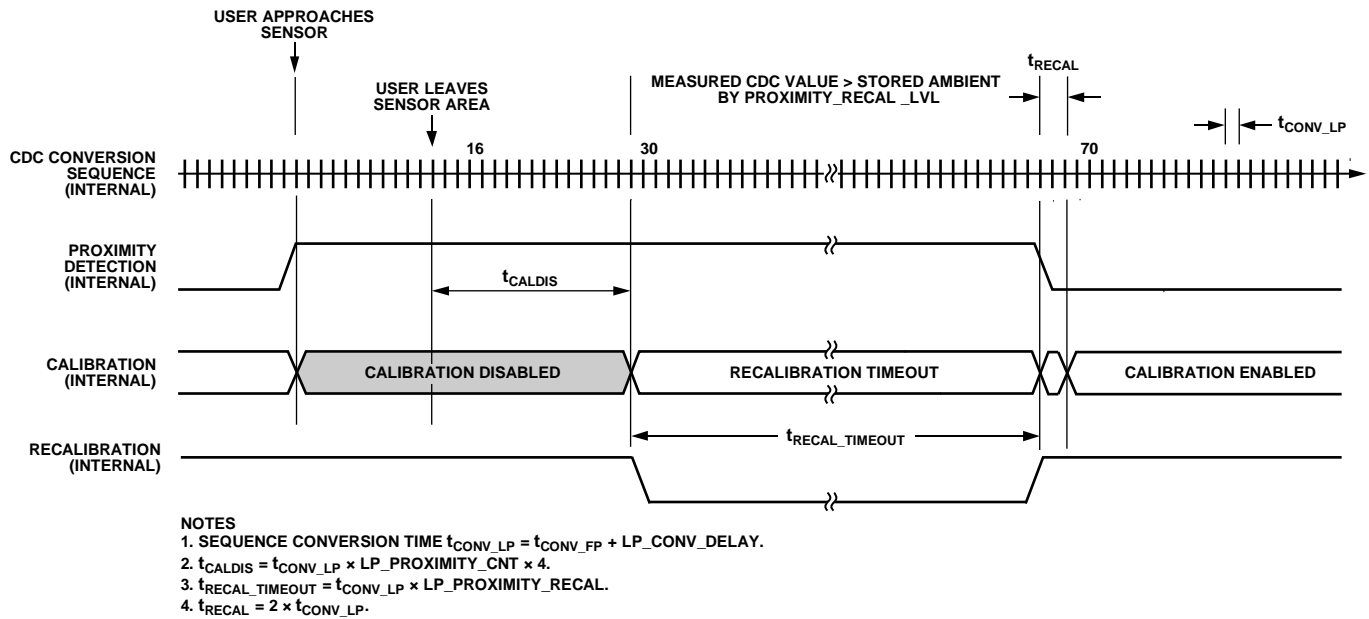 USER APPROACHES
SENSOR
USER LEAVES
SENSOR AREA
MEASURED CDC VALUE > STORED AMBIENT
BY PROXIMITY_RECAL _LVL
tRECAL
tCONV_LP
CDC CONVERSION
SEQUENCE
(INTERNAL)
16
30
70
PROXIMITY
DETECTION
(INTERNAL)
tCALDIS
CALIBRATION
(INTERNAL)
CALIBRATION DISABLED
RECALIBRATION TIMEOUT
CALIBRATION ENABLED
RECALIBRATION
(INTERNAL)
tRECAL_TIMEOUT
NOTES
1. SEQUENCE CONVERSION TIME tCONV_LP = tCONV_FP + LP_CONV_DELAY.
2. tCALDIS = tCONV_LP × LP_PROXIMITY_CNT × 4.
3. tRECAL_TIMEOUT = tCONV_LP × LP_PROXIMITY_RECAL.
4. tRECAL = 2 × tCONV_LP.